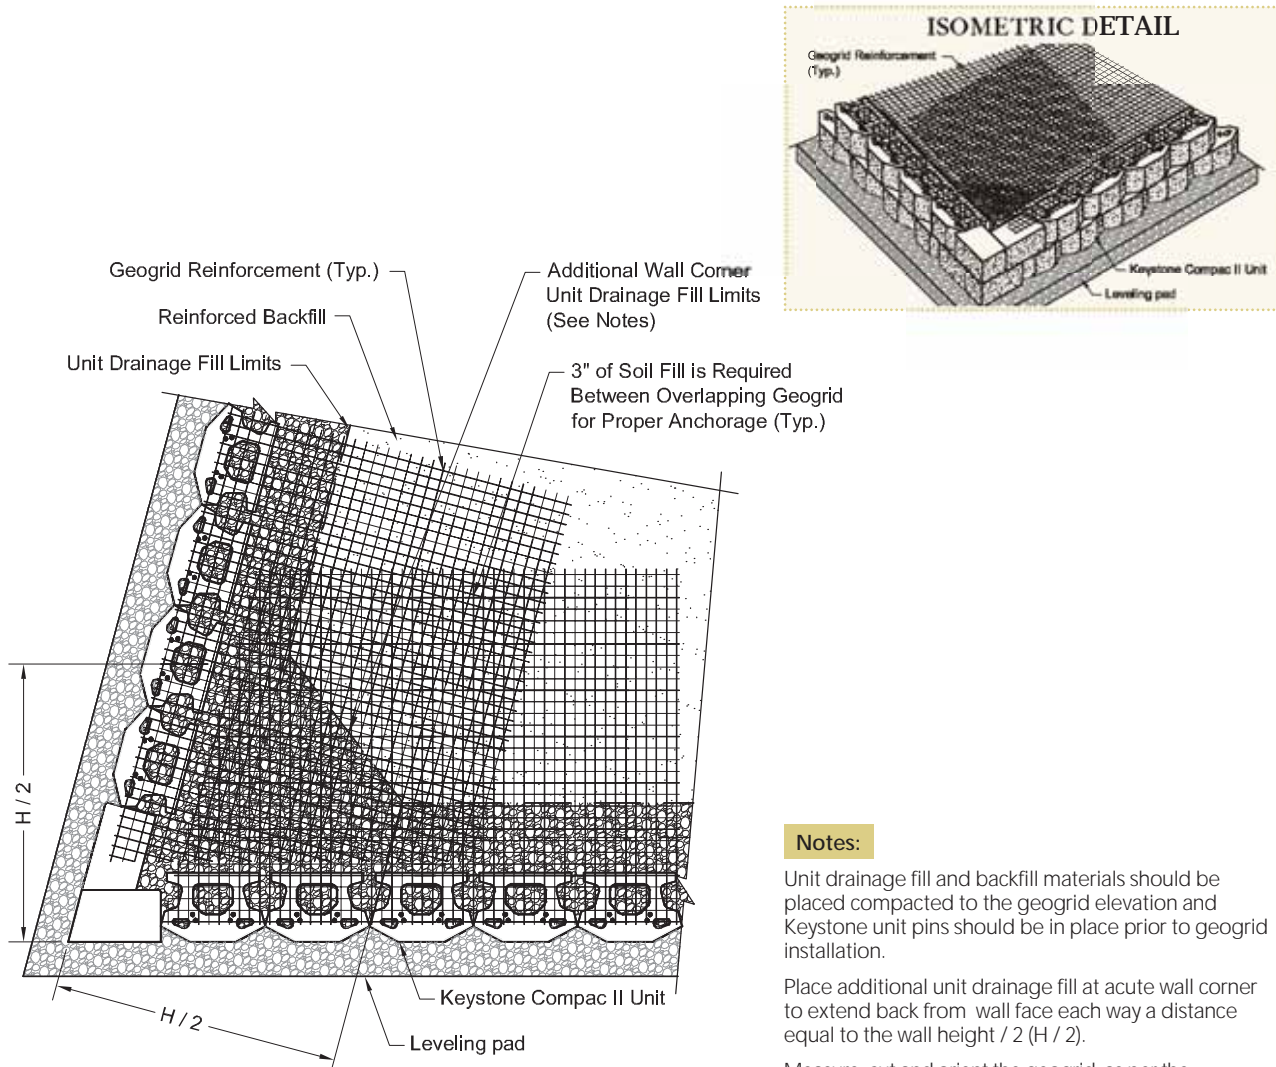 ISOMETRIC DETAIL
Geogrid Reinforcement
(Typ.)
Keystone Compac II Unit
Leveling pad
Geogrid Reinforcement (Typ.)
Reinforced Backfill
Unit Drainage Fill Limits
Additional Wall Corner
Unit Drainage Fill Limits
(See Notes)
3" of Soil Fill is Required
Between Overlapping Geogrid
for Proper Anchorage (Typ.)
H / 2
H / 2
Keystone Compac II Unit
Leveling pad
Notes:
Unit drainage fill and backfill materials should be
placed compacted to the geogrid elevation and
Keystone unit pins should be in place prior to geogrid
installation.
Place additional unit drainage fill at acute wall corner
to extend back from wall face each way a distance
equal to the wall height / 2 (H / 2).